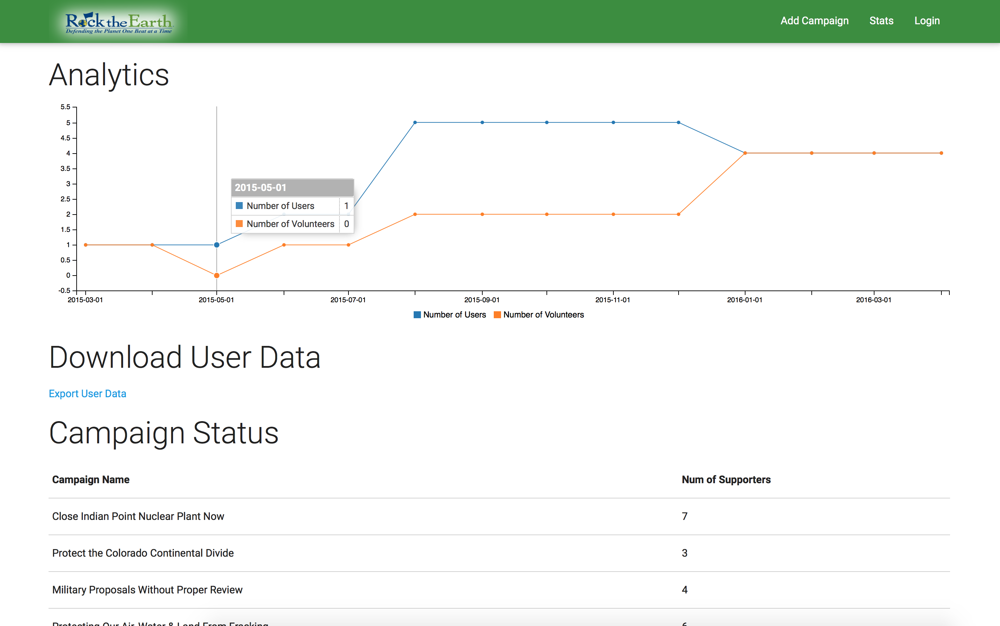 Rock the Earth.
Defending the Planet One Beat at a Time
Add Campaign Stats Login
Analytics
5.5
5
4.5
4
3.5
3
2.5
2
1.5
1
0.5
0
-0.5
2015-05-01
Number of Users 1
Number of Volunteers 0
2015-03-01 2015-05-01 2015-07-01 2015-09-01 2015-11-01 2016-01-01 2016-03-01
Number of Users Number of Volunteers
Download User Data
Export User Data
Campaign Status
Campaign Name Num of Supporters
Close Indian Point Nuclear Plant Now 7
Protect the Colorado Continental Divide 3
Military Proposals Without Proper Review 4
Protecting Our Air, Water & Land From Fracking 6